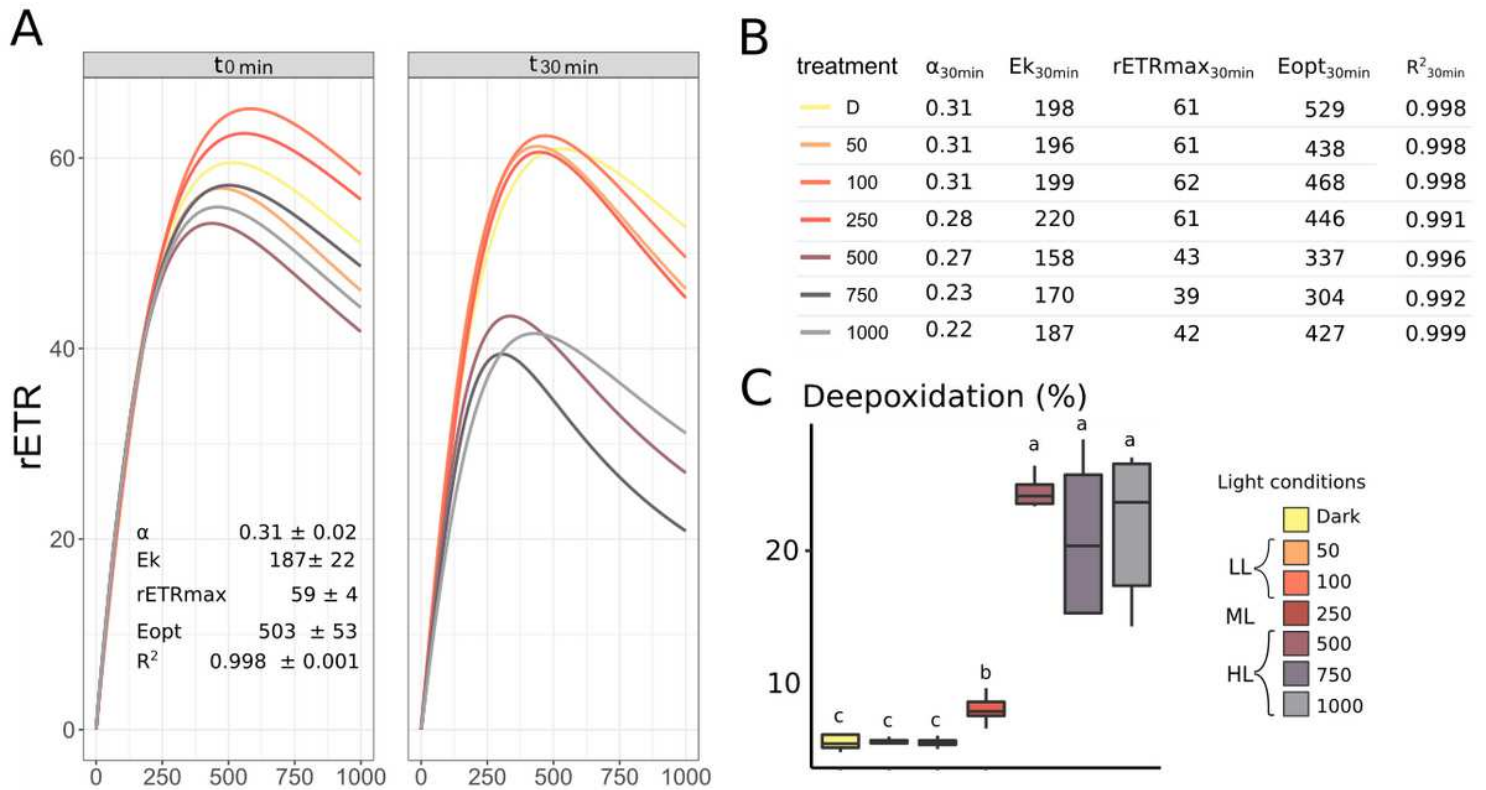 A
t0 min
t30 min
rETR
60
40
20
0
α 0.31 ± 0.02
Ek 187± 22
rETRmax 59 ± 4
Eopt 503 ± 53
R² 0.998 ± 0.001
0 250 500 750 1000
0 250 500 750 1000
B
treatment α30min Ek30min rETRmax30min Eopt30min R²30min
D 0.31 198 61 529 0.998
50 0.31 196 61 438 0.998
100 0.31 199 62 468 0.998
250 0.28 220 61 446 0.991
500 0.27 158 43 337 0.996
750 0.23 170 39 304 0.992
1000 0.22 187 42 427 0.999
C Deepoxidation (%)
20
10
c c c b a a a
Light conditions
Dark
LL
50
100
ML 250
HL
500
750
1000